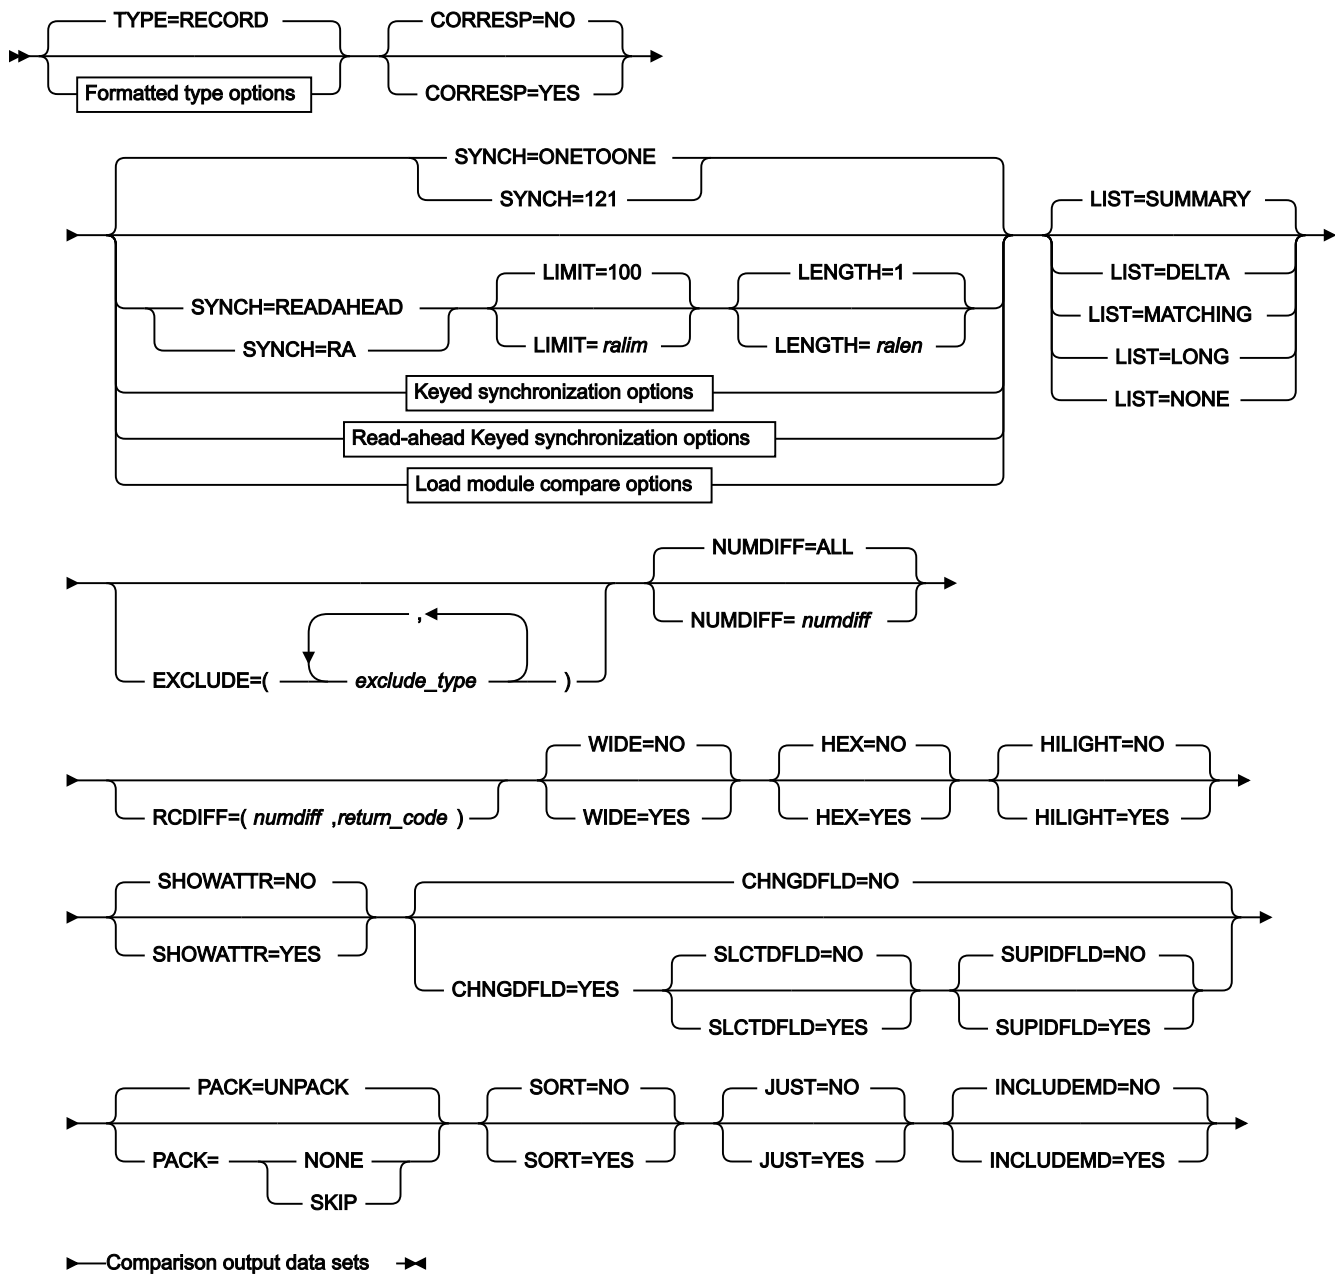 TYPE=RECORD CORRESP=NO
Formatted type options CORRESP=YES
SYNCH=ONETOONE
SYNCH=121
LIST=SUMMARY
LIMIT=100 LENGTH=1 LIST=DELTA
SYNCH=READAHEAD LIST=MATCHING
SYNCH=RA LIMIT= ralim LENGTH= ralen LIST=LONG
Keyed synchronization options LIST=NONE
Read-ahead Keyed synchronization options
Load module compare options
NUMDIFF=ALL
, NUMDIFF= numdiff
EXCLUDE=( exclude_type )
WIDE=NO HEX=NO HILIGHT=NO
RCDIFF=( numdiff ,return_code ) WIDE=YES HEX=YES HILIGHT=YES
SHOWATTR=NO CHNGDFLD=NO
SHOWATTR=YES SLCTDFLD=NO SUPIDFLD=NO
CHNGDFLD=YES
SLCTDFLD=YES SUPIDFLD=YES
PACK=UNPACK SORT=NO JUST=NO INCLUDEMD=NO
PACK= NONE SORT=YES JUST=YES INCLUDEMD=YES
SKIP
Comparison output data sets